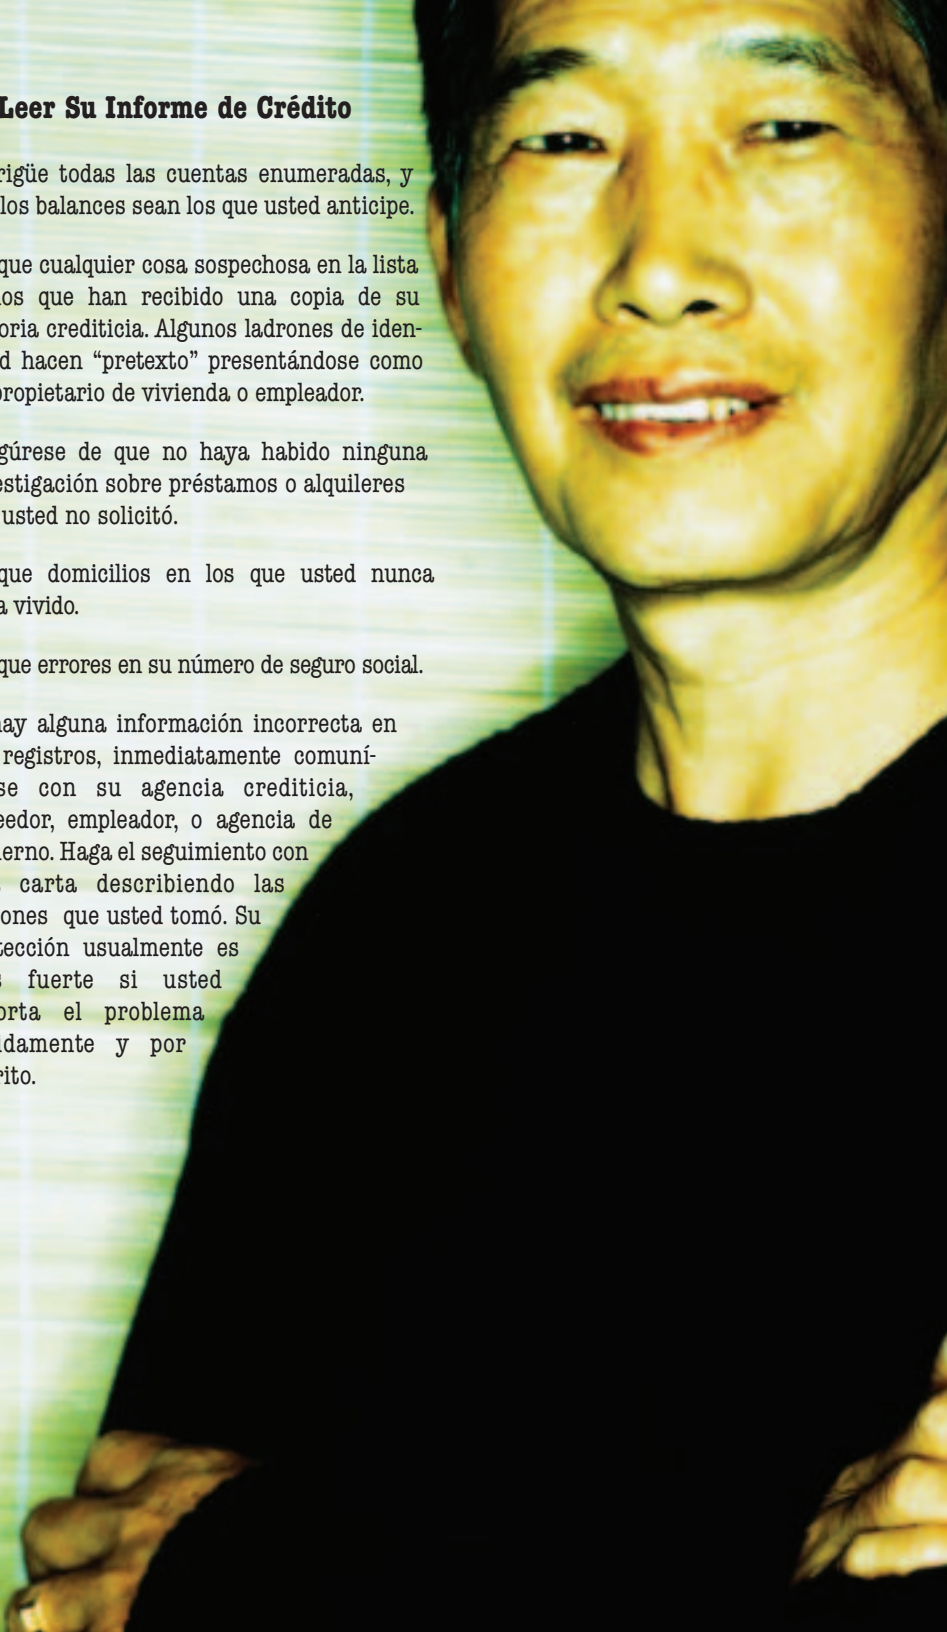 Leer Su Informe de Crédito
rigüe todas las cuentas enumeradas, y
los balances sean los que usted anticipe.
que cualquier cosa sospechosa en la lista
los que han recibido una copia de su
oria crediticia. Algunos ladrones de iden-
d hacen “pretexto” presentándose como
propietario de vivienda o empleador.
gúrese de que no haya habido ninguna
estigación sobre préstamos o alquileres
usted no solicitó.
que domicilios en los que usted nunca
a vivido.
que errores en su número de seguro social.
hay alguna información incorrecta en
registros, inmediatamente comuní-
se con su agencia crediticia,
eedor, empleador, o agencia de
ierno. Haga el seguimiento con
carta describiendo las
ones que usted tomó. Su
tección usualmente es
s fuerte si usted
orta el problema
idamente y por
rito.